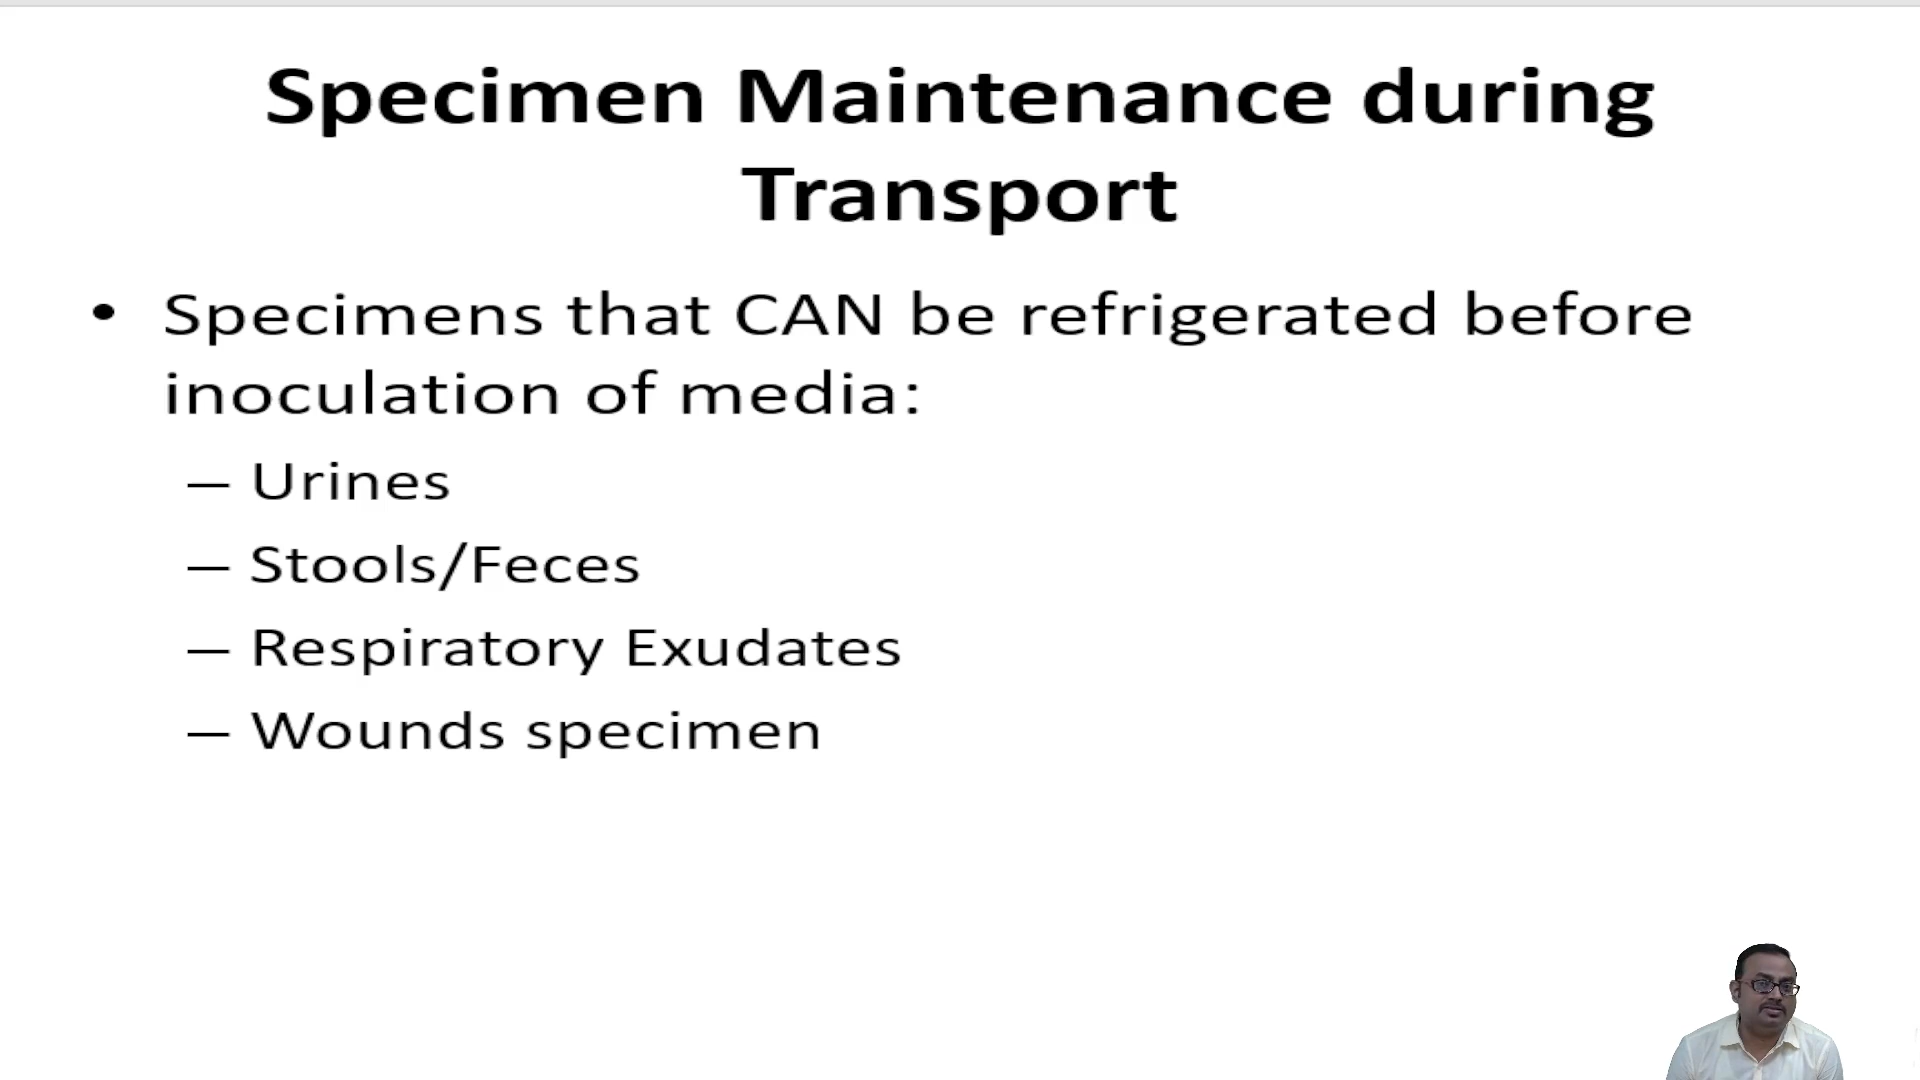 Specimen Maintenance during
Transport
• Specimens that CAN be refrigerated before
inoculation of media:
– Urines
– Stools/Feces
– Respiratory Exudates
– Wounds specimen